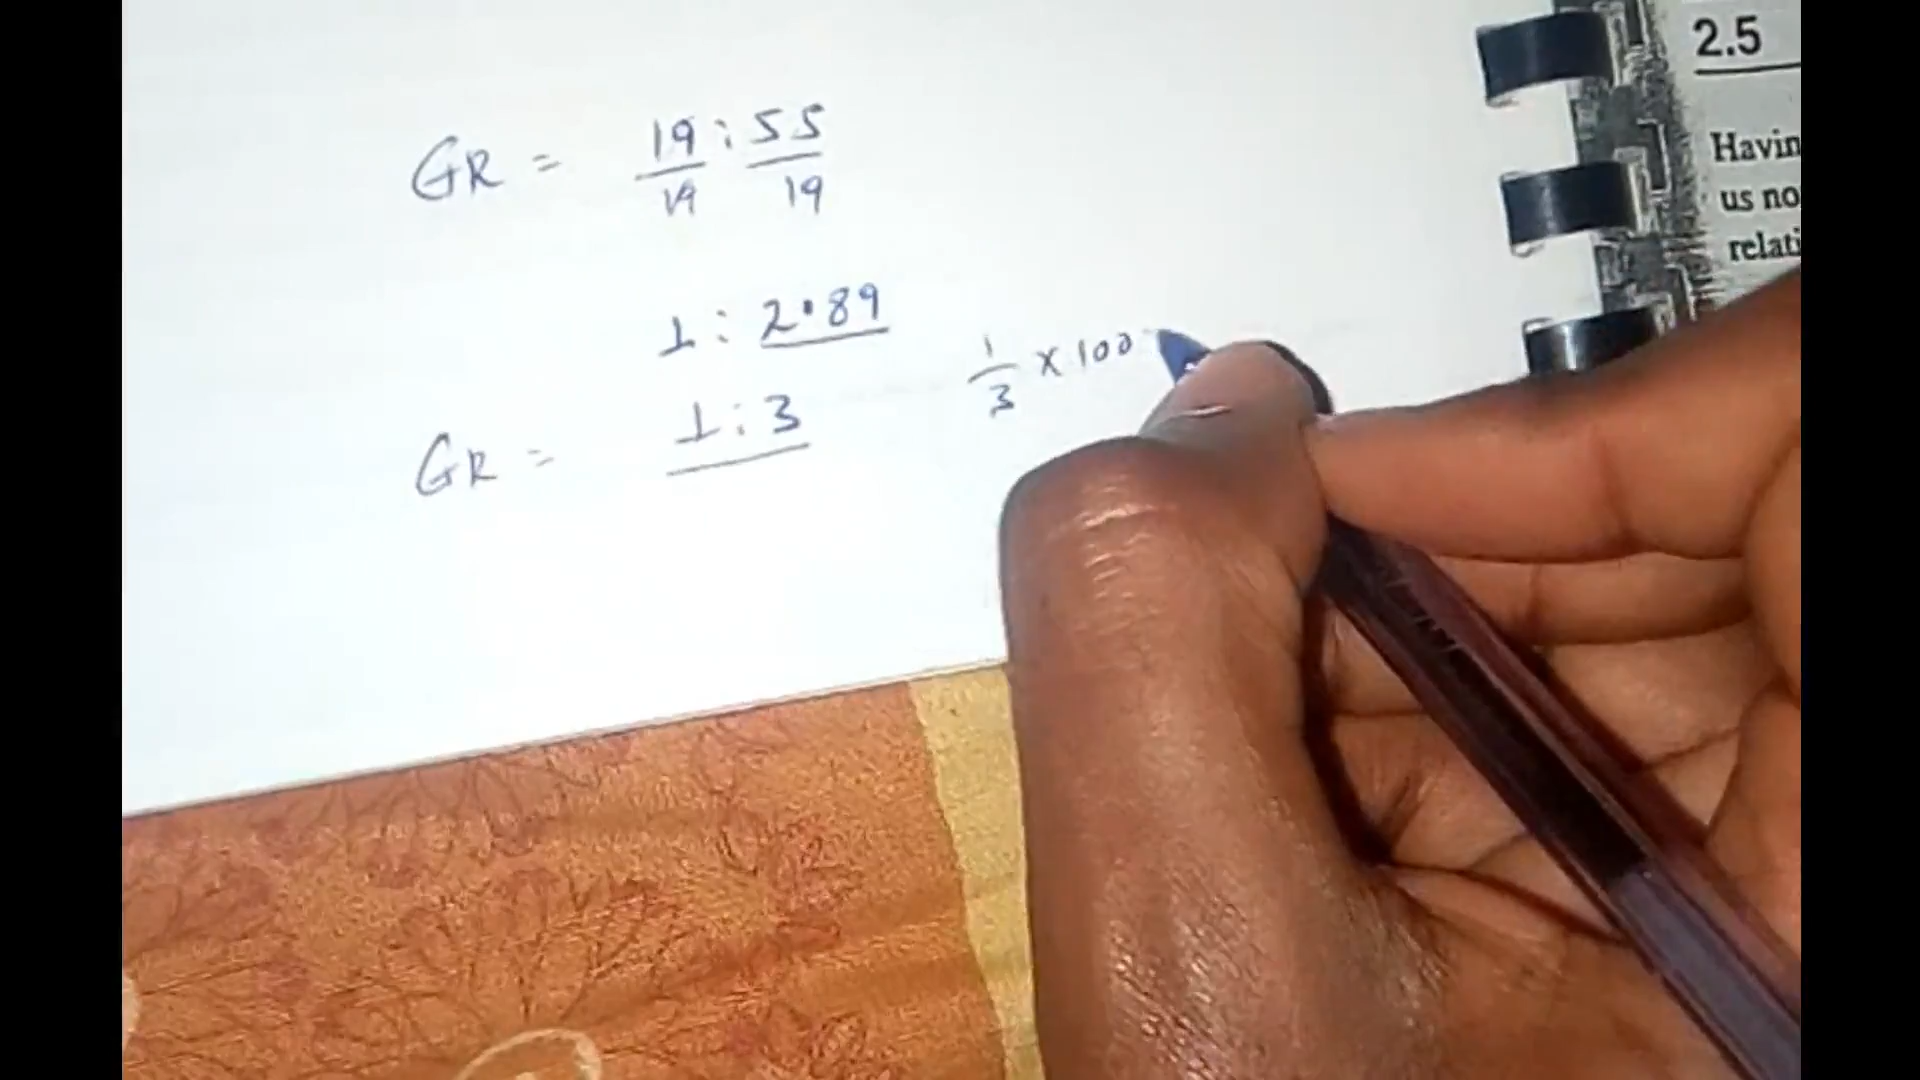 GR = 19 : 55
19 19
1 : 2.89
1 : 3
GR =
1
3 × 100
2.5
Havin
us no
relati